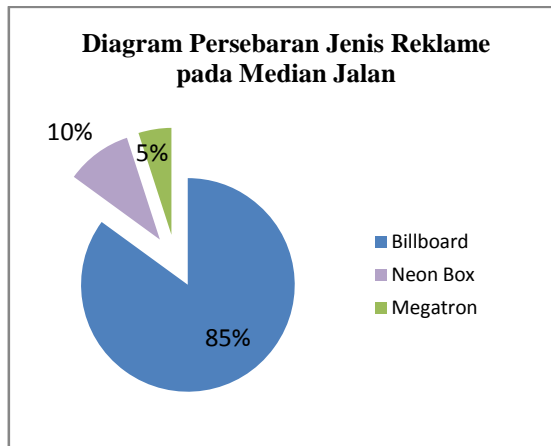 Diagram Persebaran Jenis Reklame
pada Median Jalan
10%
5%
85%
Billboard
Neon Box
Megatron